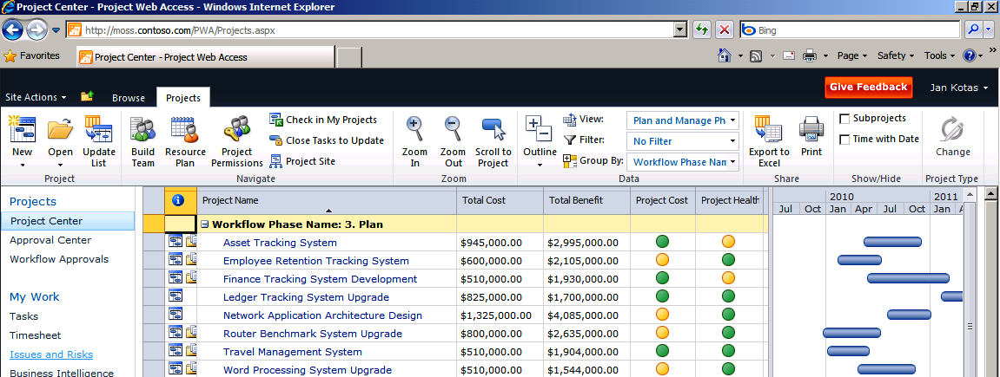 Project Center - Project Web Access - Windows Internet Explorer
http://moss.contoso.com/PWA/Projects.aspx
Bing
Favorites
Project Center - Project Web Access
Page
Safety
Tools
Site Actions
Browse
Projects
Give Feedback
Jan Kotas
New
Open
Update List
Project
Build Team
Resource Plan
Project Permissions
Check in My Projects
Close Tasks to Update
Project Site
Navigate
Zoom In
Zoom Out
Scroll to Project
Zoom
Outline
View:
Plan and Manage Ph
Filter:
No Filter
Group By:
Workflow Phase Nam
Data
Export to Excel
Print
Share
Subprojects
Time with Date
Show/Hide
Change
Project Type
Projects
Project Center
Approval Center
Workflow Approvals
My Work
Tasks
Timesheet
Issues and Risks
Business Intelligence
Project Name Total Cost Total Benefit Project Cost Project Health
2010 2011
Jul Oct Jan Apr Jul Oct Jan A
Workflow Phase Name: 3. Plan
Asset Tracking System $945,000.00 $2,995,000.00
Employee Retention Tracking System $600,000.00 $2,105,000.00
Finance Tracking System Development $510,000.00 $1,930,000.00
Ledger Tracking System Upgrade $825,000.00 $1,700,000.00
Network Application Architecture Design $1,325,000.00 $4,085,000.00
Router Benchmark System Upgrade $800,000.00 $2,635,000.00
Travel Management System $510,000.00 $1,904,000.00
Word Processing System Upgrade $510,000.00 $1,544,000.00